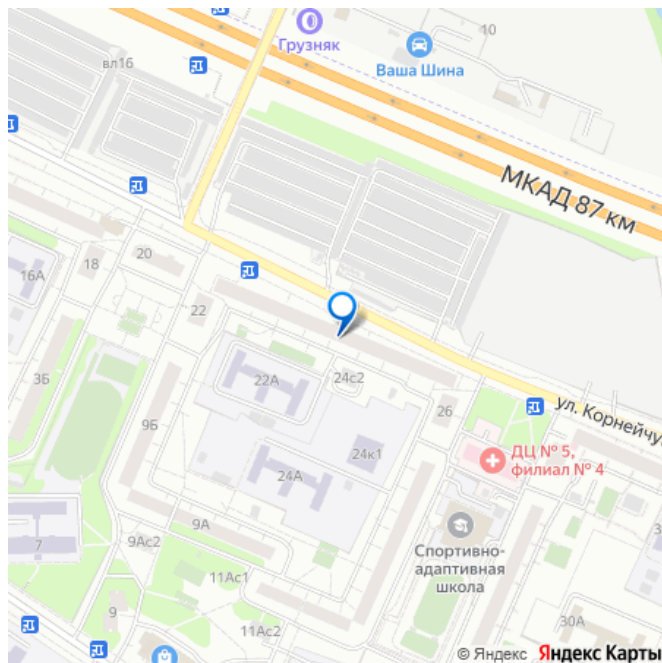 10
Грузняк
Ваша Шина
вл16
МКАД 87 км
20
18
16А
22
3Б
22А
24с2
26
ул. Корнейчу
9Б
ДЦ № 5,
филиал № 4
24к1
24А
9А
Спортивно-
адаптивная
школа
7
9Ас2
11Ас1
9
11Ас2
30А
3
© Яндекс Яндекс Карты